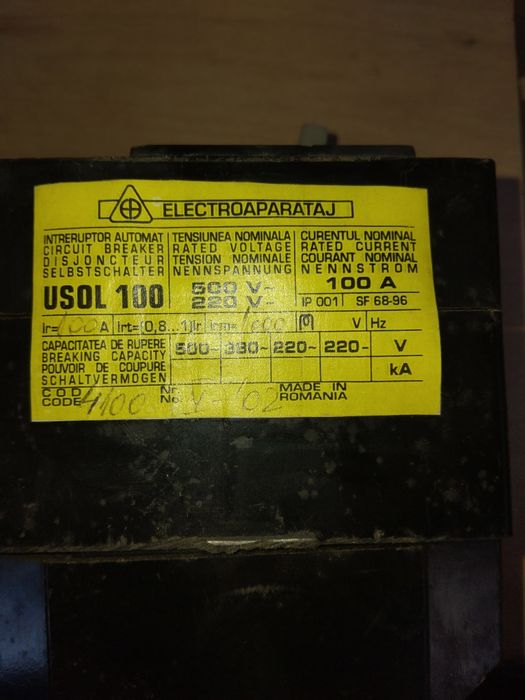 ELECTROAPARATAJ
INTRERUPTOR AUTOMAT
CIRCUIT BREAKER
DISJONCTEUR
SELBSTSCHALTER
TENSIUNEA NOMINALA
RATED VOLTAGE
TENSION NOMINALE
NENNSPANNUNG
CURENTUL NOMINAL
RATED CURRENT
COURANT NOMINAL
NENNSTROM
USOL 100
500 V~
220 V-
100 A
IP 001 SF 68-96
Ir= 100 A Irt=(0,8...1)Ir Irm= 1000 V Hz
CAPACITATEA DE RUPERE
BREAKING CAPACITY
POUVOIR DE COUPURE
SCHALTVERMOGEN
500~ 380~ 220~ 220- V
kA
COD
CODE 4100
Nr.
No.
MADE IN
ROMANIA